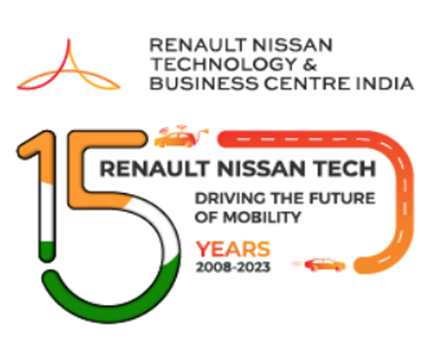 RENAULT NISSAN
TECHNOLOGY &
BUSINESS CENTRE INDIA
15
RENAULT NISSAN TECH
DRIVING THE FUTURE
OF MOBILITY
YEARS
2008-2023